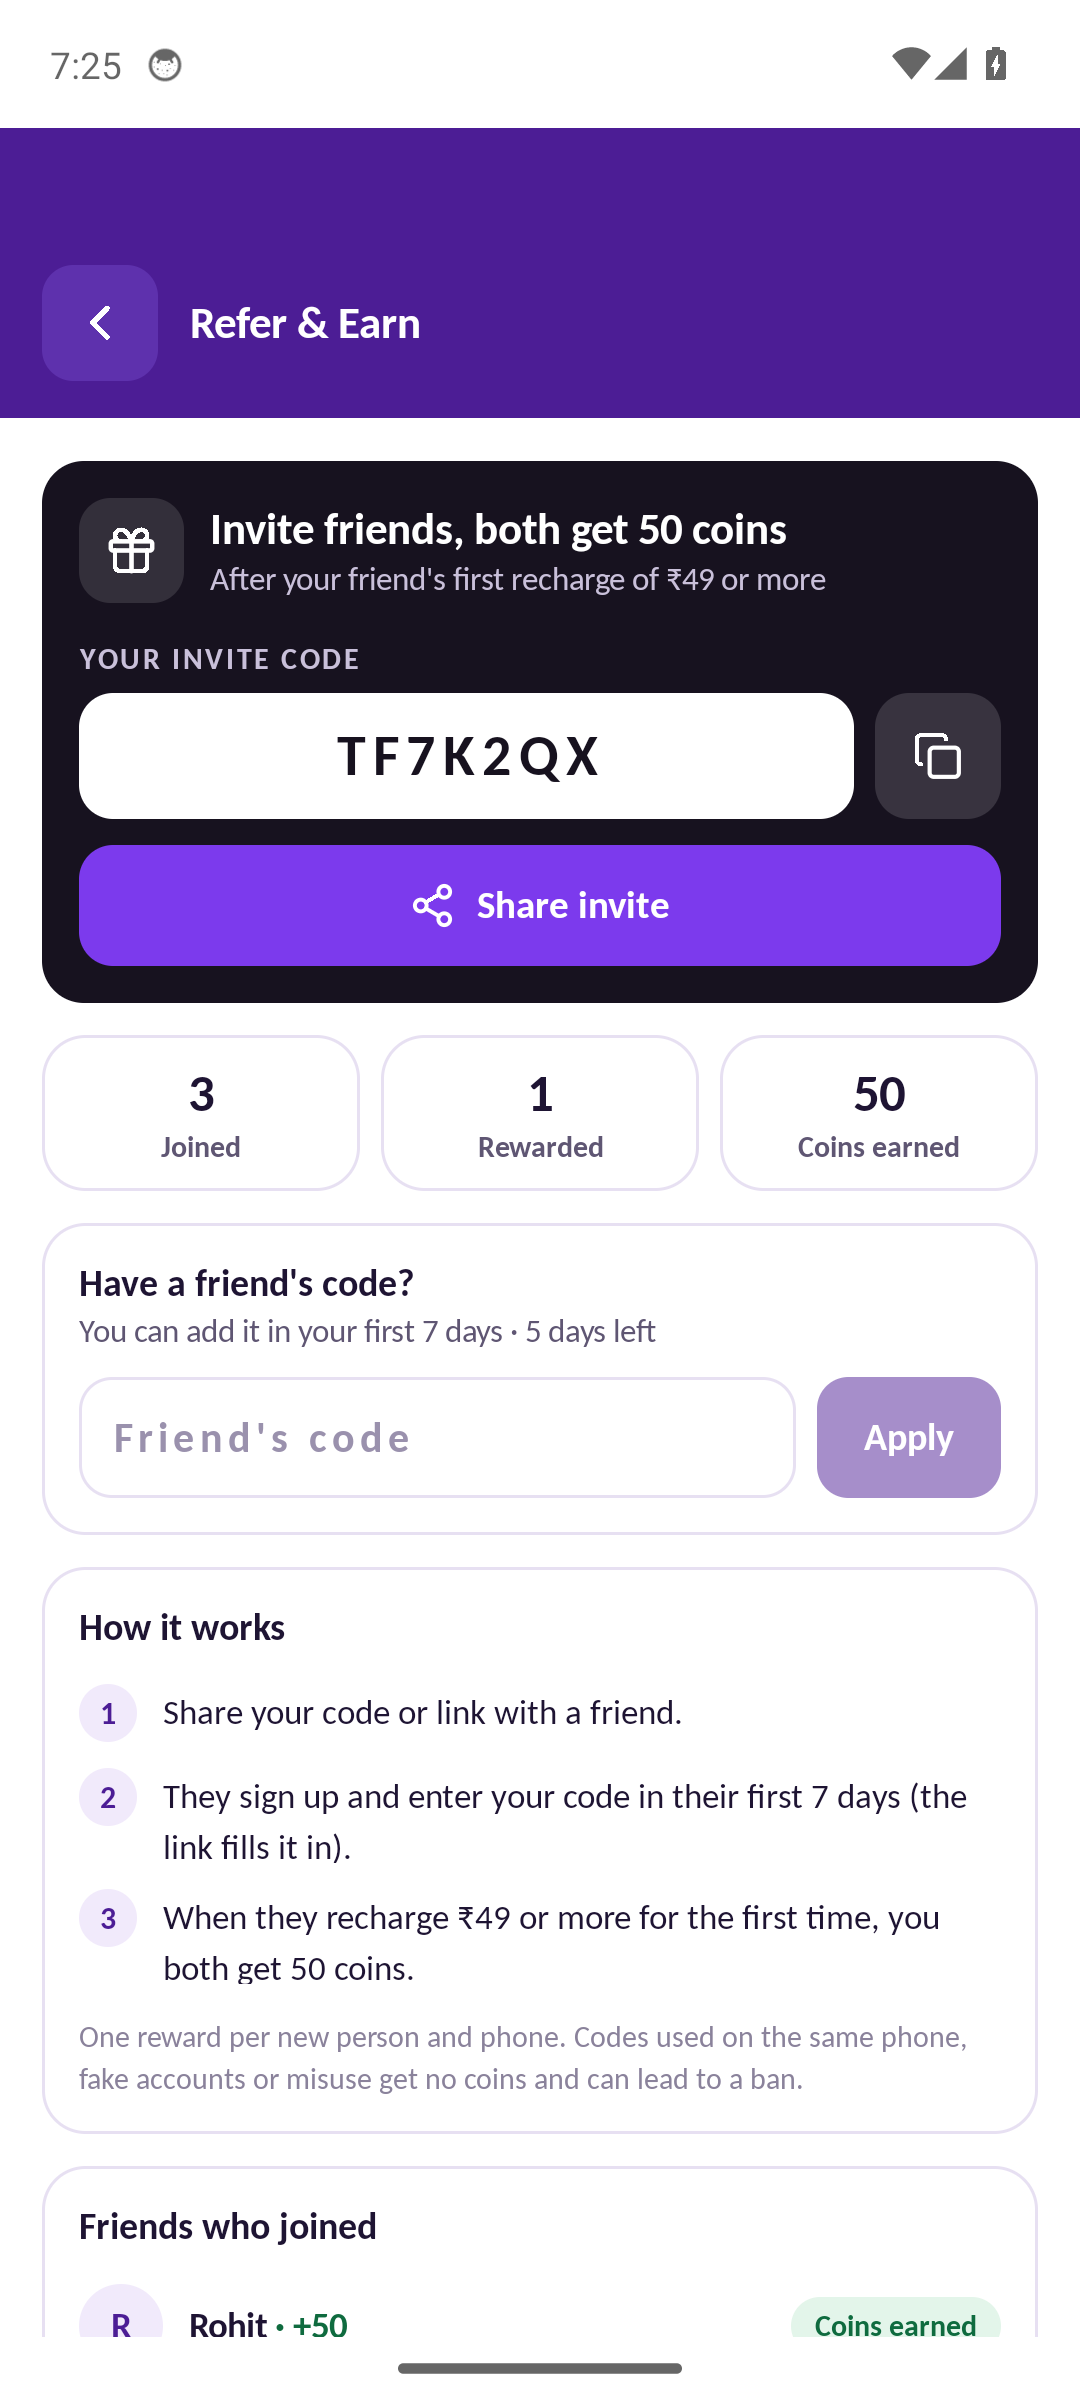 7:25
Refer & Earn
Invite friends, both get 50 coins
After your friend's first recharge of ₹49 or more
YOUR INVITE CODE
TF7K2QX
Share invite
3
Joined
1
Rewarded
50
Coins earned
Have a friend's code?
You can add it in your first 7 days · 5 days left
Friend's code
Apply
How it works
1
Share your code or link with a friend.
2
They sign up and enter your code in their first 7 days (the
link fills it in).
3
When they recharge ₹49 or more for the first time, you
both get 50 coins.
One reward per new person and phone. Codes used on the same phone,
fake accounts or misuse get no coins and can lead to a ban.
Friends who joined
R
Rohit · +50
Coins earned